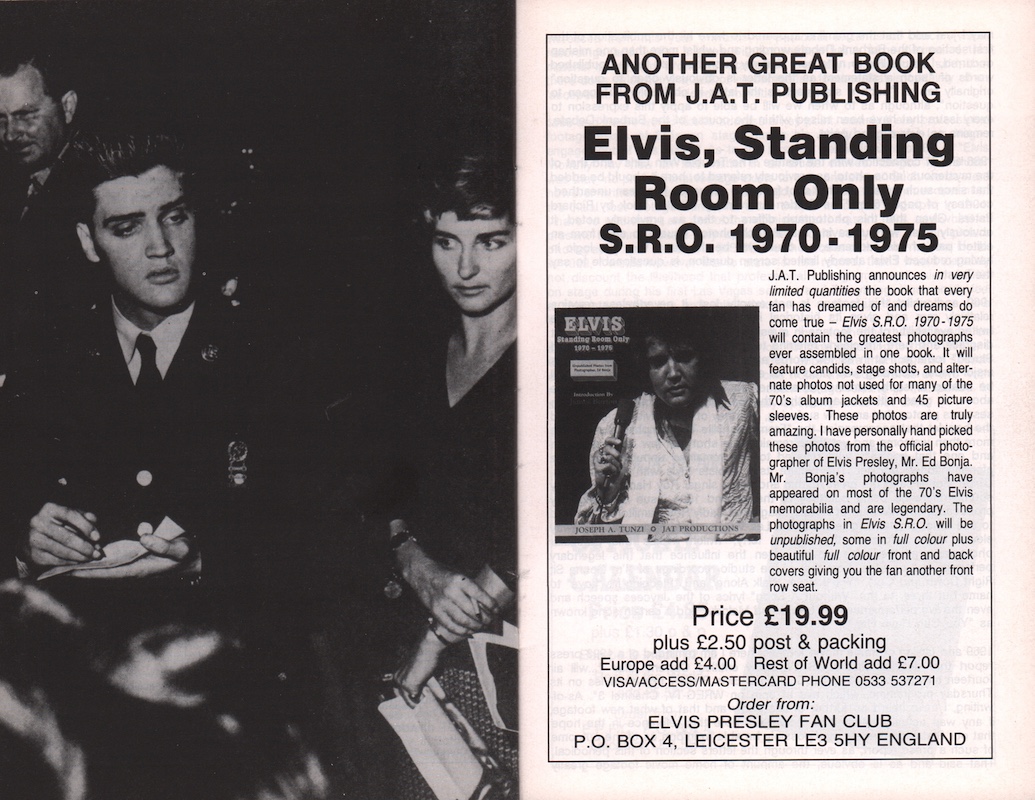 ANOTHER GREAT BOOK
FROM J.A.T. PUBLISHING
Elvis, Standing
Room Only
S.R.O. 1970 - 1975
J.A.T. Publishing announces in very
limited quantities the book that every
fan has dreamed of and dreams do
come true – Elvis S.R.O. 1970-1975
will contain the greatest photographs
ever assembled in one book. It will
feature candids, stage shots, and alter-
nate photos not used for many of the
70's album jackets and 45 picture
sleeves. These photos are truly
amazing. I have personally hand picked
these photos from the official photo-
grapher of Elvis Presley, Mr. Ed Bonja.
Mr. Bonja's photographs have
appeared on most of the 70's Elvis
memorabilia and are legendary. The
photographs in Elvis S.R.O. will be
unpublished, some in full colour plus
beautiful full colour front and back
covers giving you the fan another front
row seat.
ELVIS
Standing Room Only
1970 - 1975
Introduction By
JOSEPH A. TUNZI JAT PRODUCTIONS
Price £19.99
plus £2.50 post & packing
Europe add £4.00 Rest of World add £7.00
VISA/ACCESS/MASTERCARD PHONE 0533 537271
Order from:
ELVIS PRESLEY FAN CLUB
P.O. BOX 4, LEICESTER LE3 5HY ENGLAND